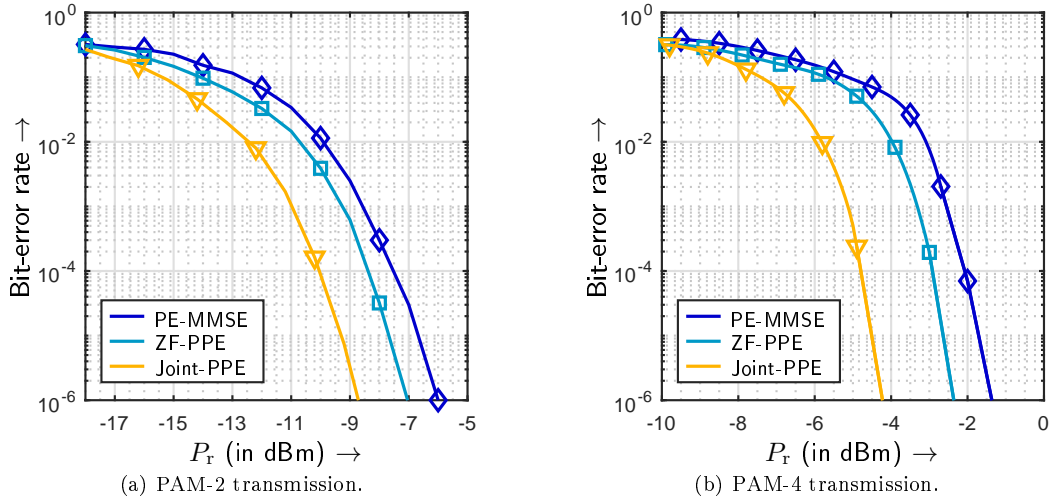 10^0
10^-2
10^-4
10^-6
Bit-error rate →
PE-MMSE
ZF-PPE
Joint-PPE
-17 -15 -13 -11 -9 -7 -5
P_r (in dBm) →
(a) PAM-2 transmission.
10^0
10^-2
10^-4
10^-6
Bit-error rate →
PE-MMSE
ZF-PPE
Joint-PPE
-10 -8 -6 -4 -2 0
P_r (in dBm) →
(b) PAM-4 transmission.